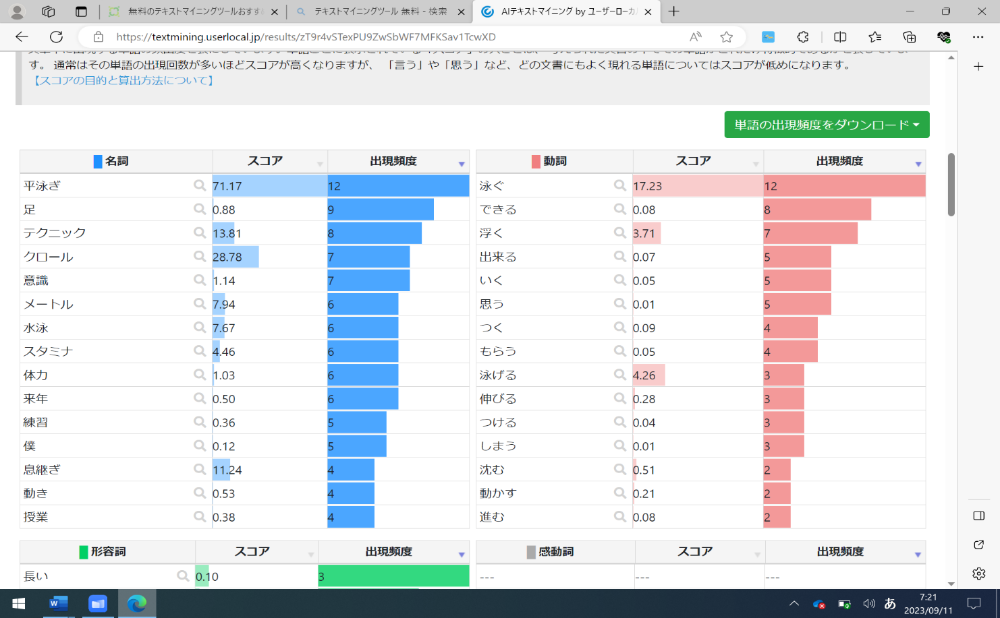 無料のテキストマイニングツールおすすめ
テキストマイニングツール 無料 - 検索
AIテキストマイニング by ユーザーローカル
https://textmining.userlocal.jp/results/zT9r4vSTexPU9ZwSbWF7MFKSav1TcwXD
す。 通常はその単語の出現回数が多いほどスコアが高くなりますが、 「言う」や「思う」など、どの文書にもよく現れる単語についてはスコアが低めになります。
【スコアの目的と算出方法について】
単語の出現頻度をダウンロード
名詞 スコア 出現頻度
平泳ぎ 71.17 12
足 0.88 9
テクニック 13.81 8
クロール 28.78 7
意識 1.14 7
メートル 7.94 6
水泳 7.67 6
スタミナ 4.46 6
体力 1.03 6
来年 0.50 6
練習 0.36 5
僕 0.12 5
息継ぎ 11.24 4
動き 0.53 4
授業 0.38 4
動詞 スコア 出現頻度
泳ぐ 17.23 12
できる 0.08 8
浮く 3.71 7
出来る 0.07 5
いく 0.05 5
思う 0.01 5
つく 0.09 4
もらう 0.05 4
泳げる 4.26 3
伸びる 0.28 3
つける 0.04 3
しまう 0.01 3
沈む 0.51 2
動かす 0.21 2
進む 0.08 2
形容詞 スコア 出現頻度
長い 0.10 3
感動詞 スコア 出現頻度
--- --- ---
あ
7:21
2023/09/11